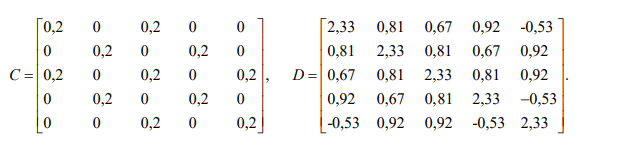 0,2 0 0,2 0 0 2,33 0,81 0,67 0,92 -0,53
0 0,2 0 0,2 0 0,81 2,33 0,81 0,67 0,92
C = 0,2 0 0,2 0 0,2 , D = 0,67 0,81 2,33 0,81 0,92 .
0 0,2 0 0,2 0 0,92 0,67 0,81 2,33 –0,53
0 0 0,2 0 0,2 -0,53 0,92 0,92 -0,53 2,33